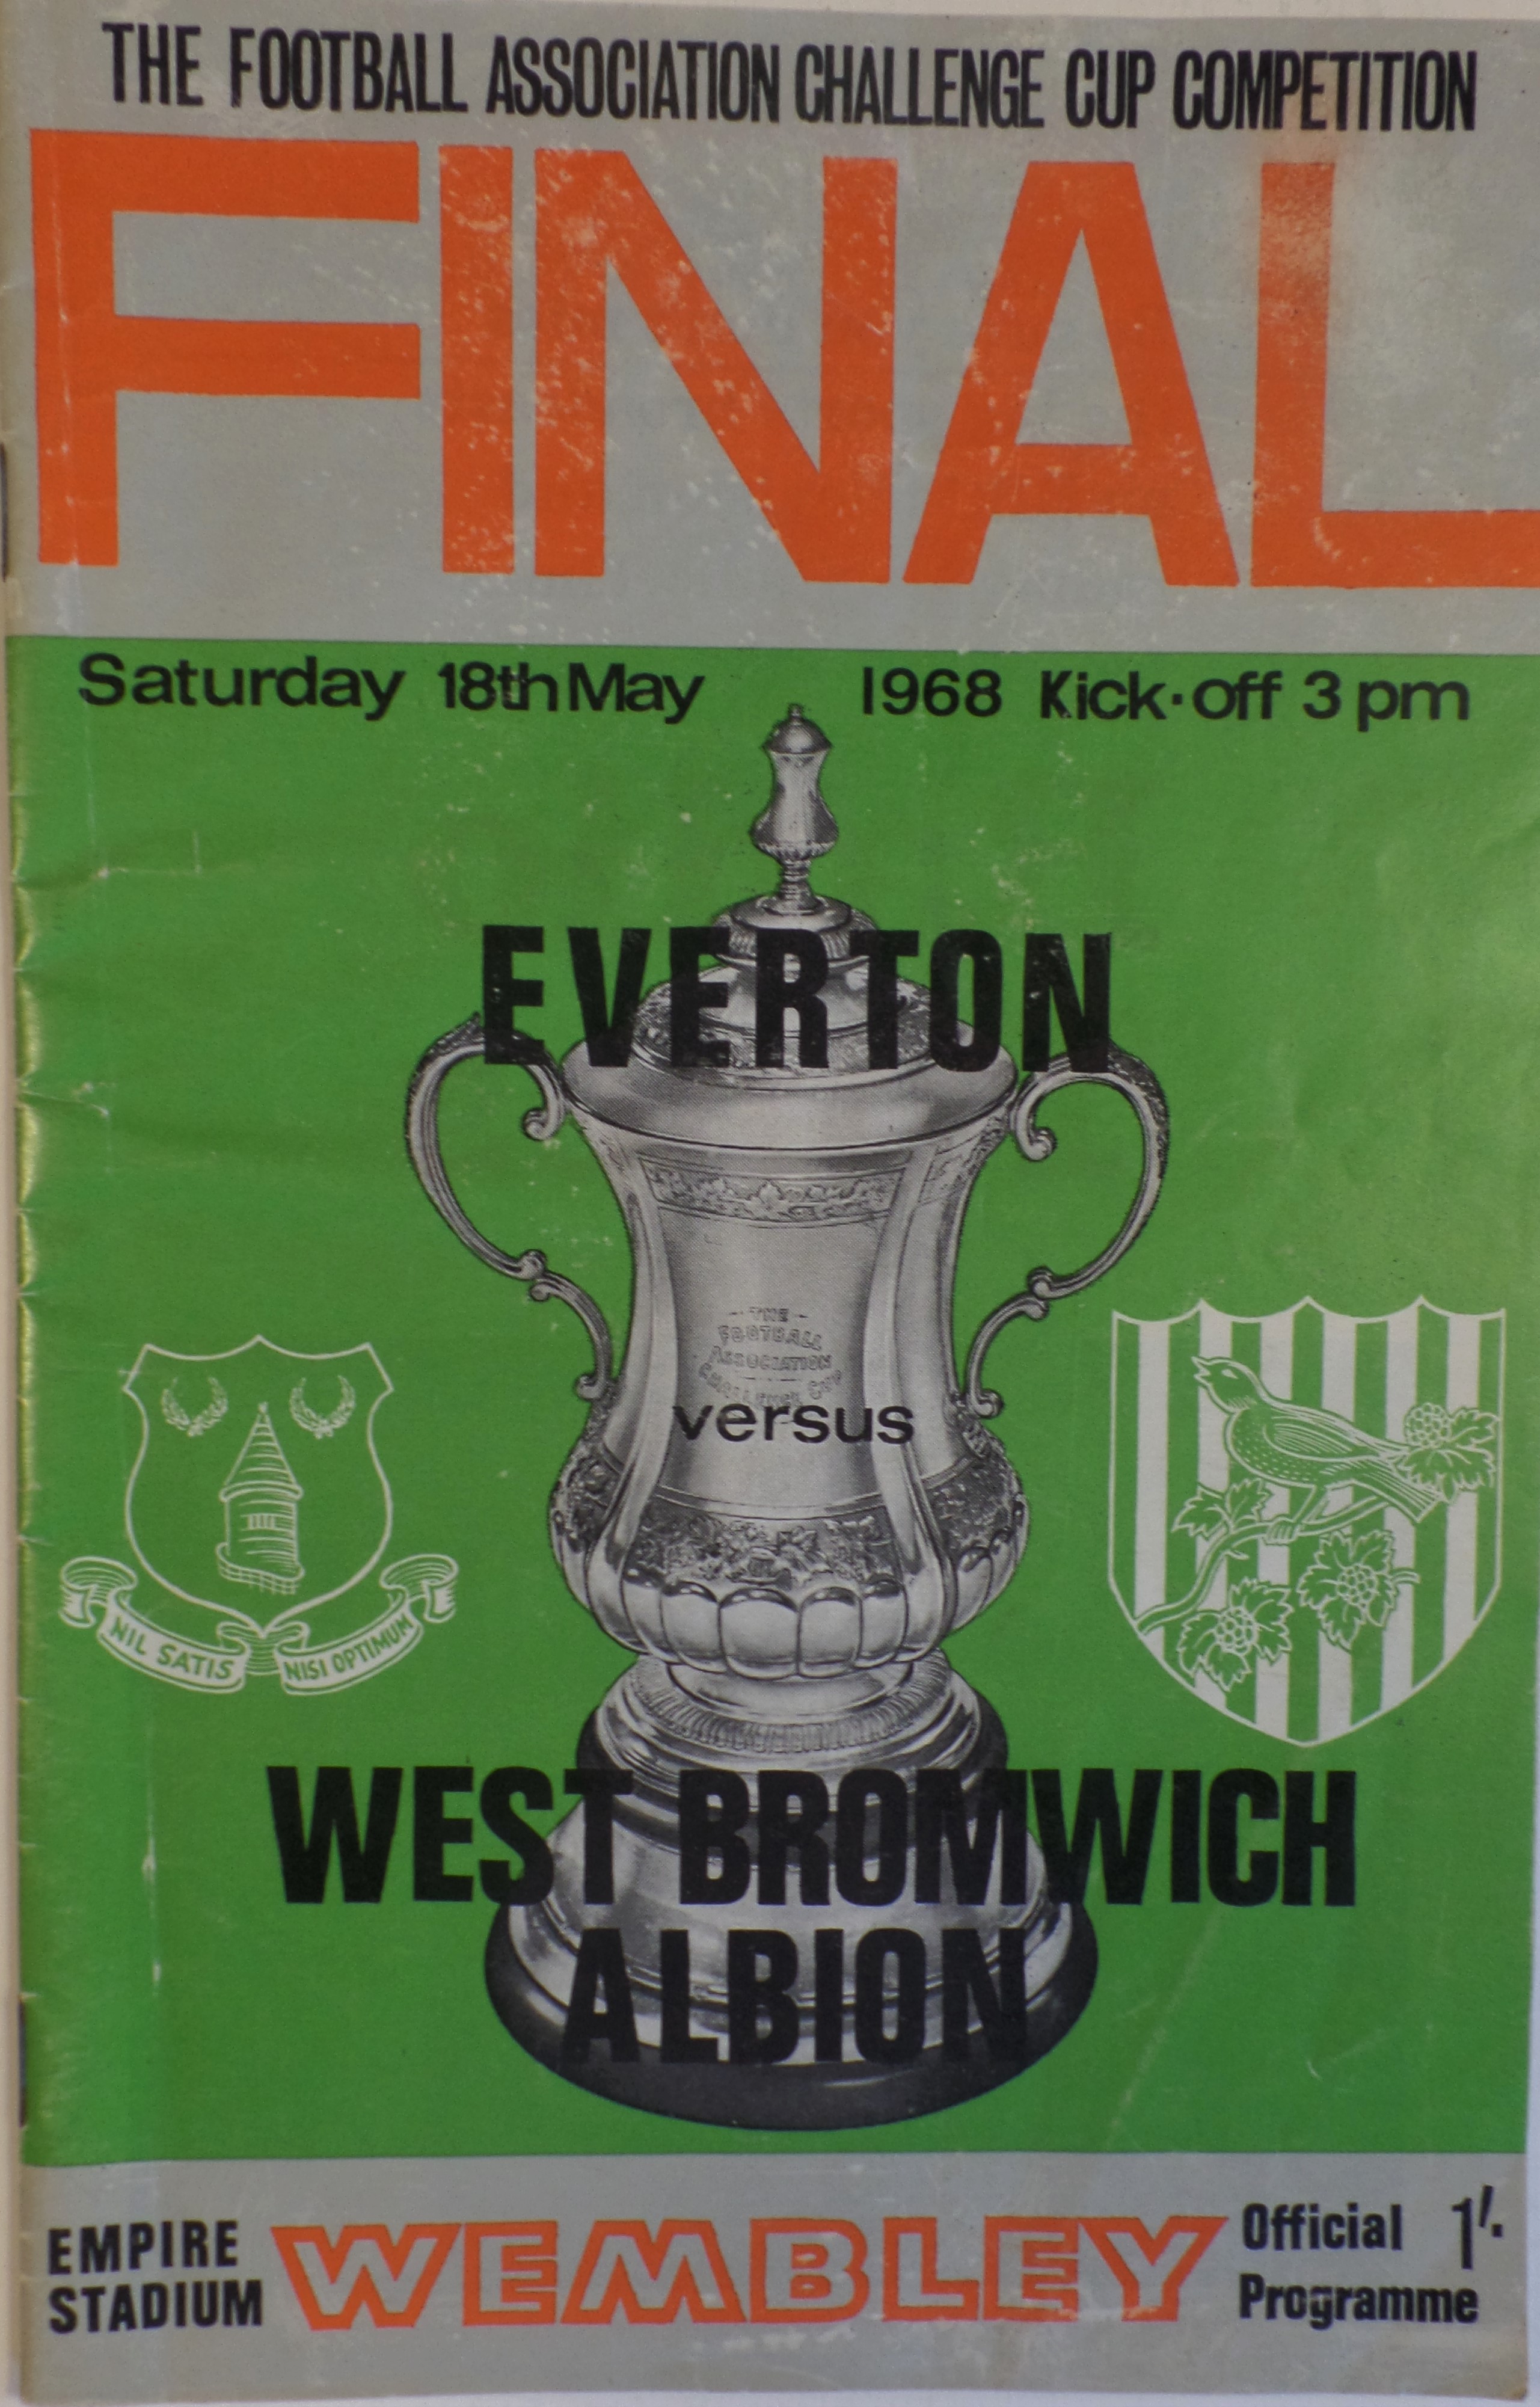 THE FOOTBALL ASSOCIATION CHALLENGE CUP COMPETITION
FINAL
Saturday 18th May 1968 Kick-off 3 pm
EVERTON
THE
FOOTBALL
ASSOCIATION
CHALLENGE CUP
versus
NIL SATIS NISI OPTIMUM
WEST BROMWICH
ALBION
EMPIRE
STADIUM
WEMBLEY
Official 1/-
Programme